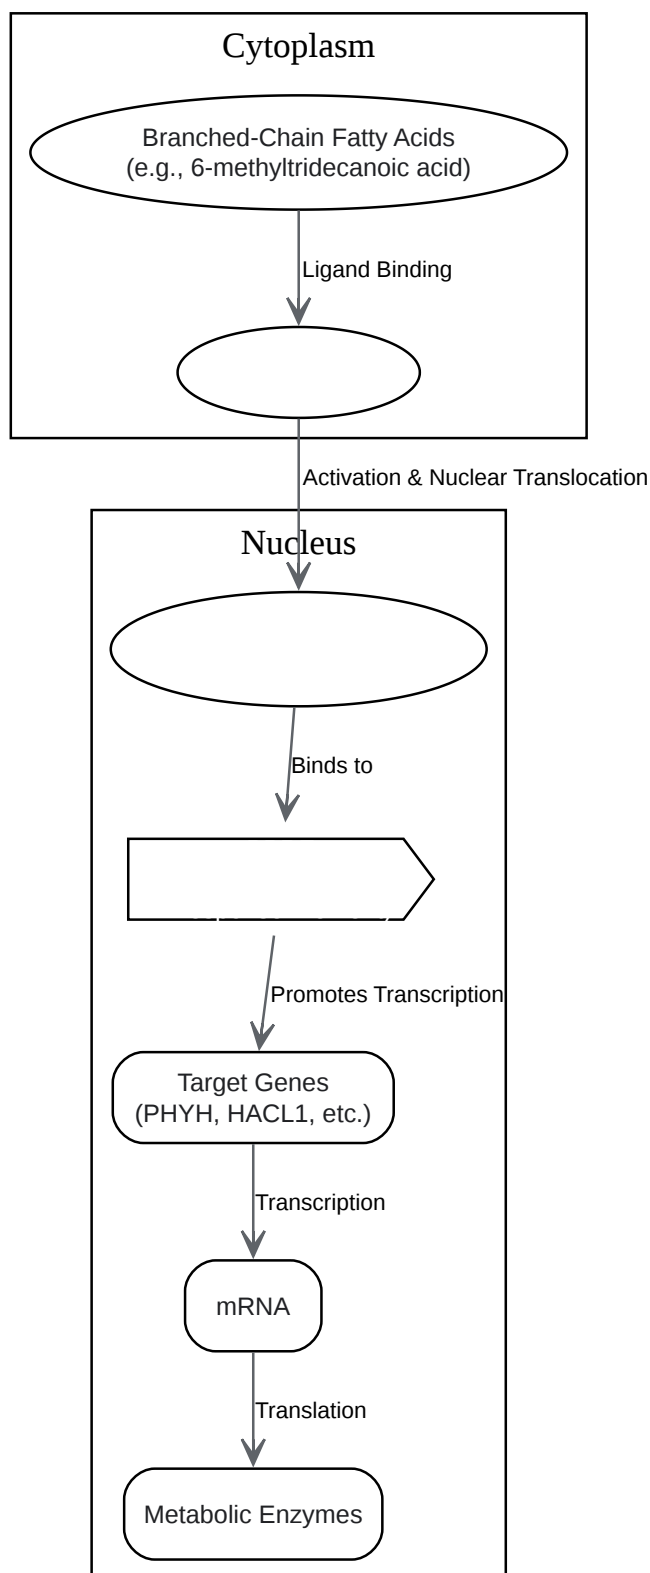 Cytoplasm
Branched-Chain Fatty Acids
(e.g., 6-methyltridecanoic acid)
Ligand Binding
Activation & Nuclear Translocation
Nucleus
Binds to
Promotes Transcription
Target Genes
(PHYH, HACL1, etc.)
Transcription
mRNA
Translation
Metabolic Enzymes